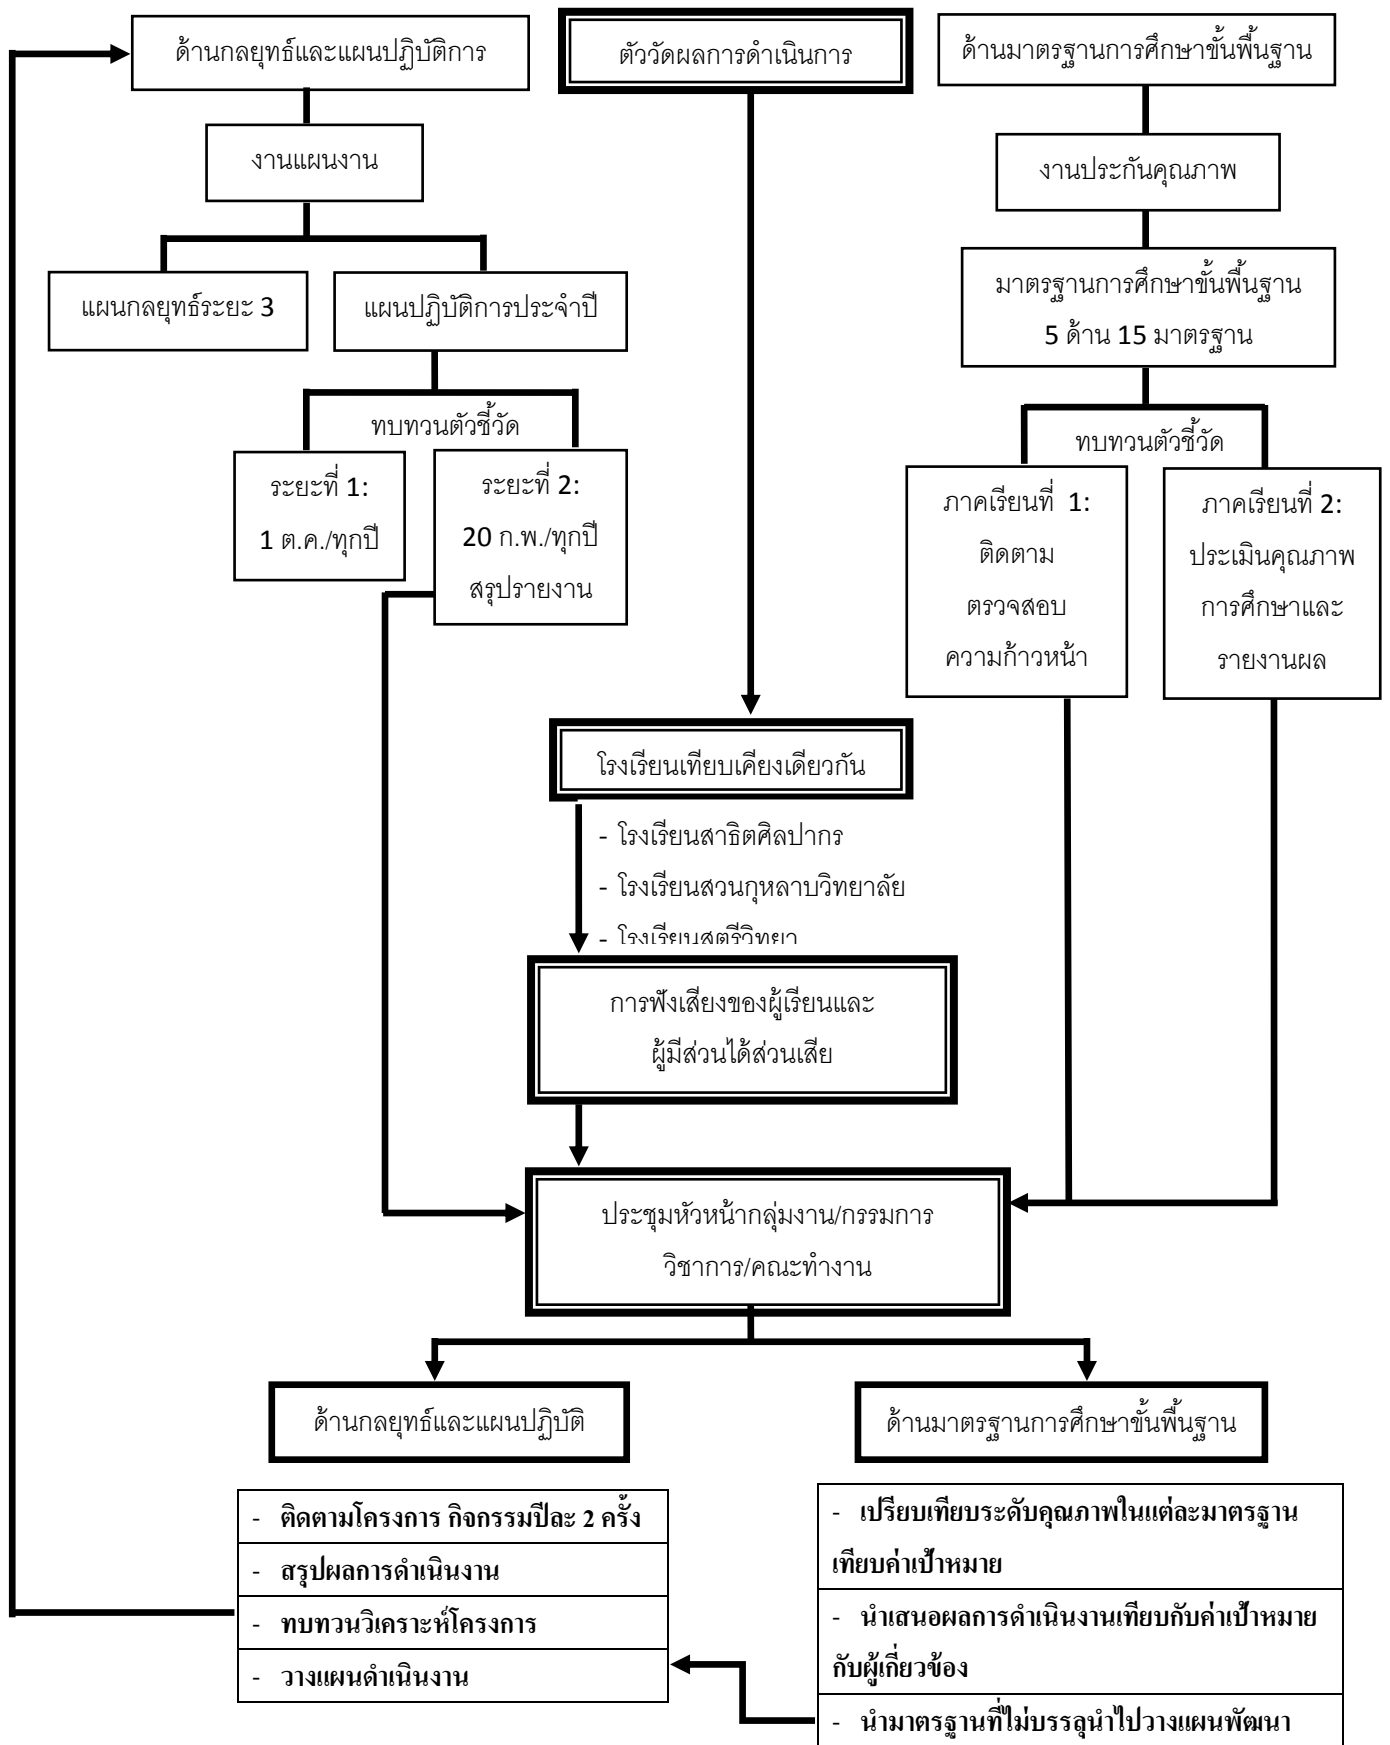 ด้านกลยุทธ์และแผนปฏิบัติการ
ตัววัดผลการดำเนินการ
ด้านมาตรฐานการศึกษาขั้นพื้นฐาน
งานแผนงาน
งานประกันคุณภาพ
แผนกลยุทธ์ระยะ 3
แผนปฏิบัติการประจำปี
มาตรฐานการศึกษาขั้นพื้นฐาน
5 ด้าน 15 มาตรฐาน
ทบทวนตัวชี้วัด
ทบทวนตัวชี้วัด
ระยะที่ 1:
1 ต.ค./ทุกปี
ระยะที่ 2:
20 ก.พ./ทุกปี
สรุปรายงาน
ภาคเรียนที่ 1:
ติดตาม
ตรวจสอบ
ความก้าวหน้า
ภาคเรียนที่ 2:
ประเมินคุณภาพ
การศึกษาและ
รายงานผล
โรงเรียนเทียบเคียงเดียวกัน
- โรงเรียนสาธิตศิลปากร
- โรงเรียนสวนกุหลาบวิทยาลัย
- โรงเรียนสตรีวิทยา
การฟังเสียงของผู้เรียนและ
ผู้มีส่วนได้ส่วนเสีย
ประชุมหัวหน้ากลุ่มงาน/กรรมการ
วิชาการ/คณะทำงาน
ด้านกลยุทธ์และแผนปฏิบัติ
ด้านมาตรฐานการศึกษาขั้นพื้นฐาน
- ติดตามโครงการ กิจกรรมปีละ 2 ครั้ง
- สรุปผลการดำเนินงาน
- ทบทวนวิเคราะห์โครงการ
- วางแผนดำเนินงาน
- เปรียบเทียบระดับคุณภาพในแต่ละมาตรฐาน
เทียบค่าเป้าหมาย
- นำเสนอผลการดำเนินงานเทียบกับค่าเป้าหมาย
กับผู้เกี่ยวข้อง
- นำมาตรฐานที่ไม่บรรลุนำไปวางแผนพัฒนา